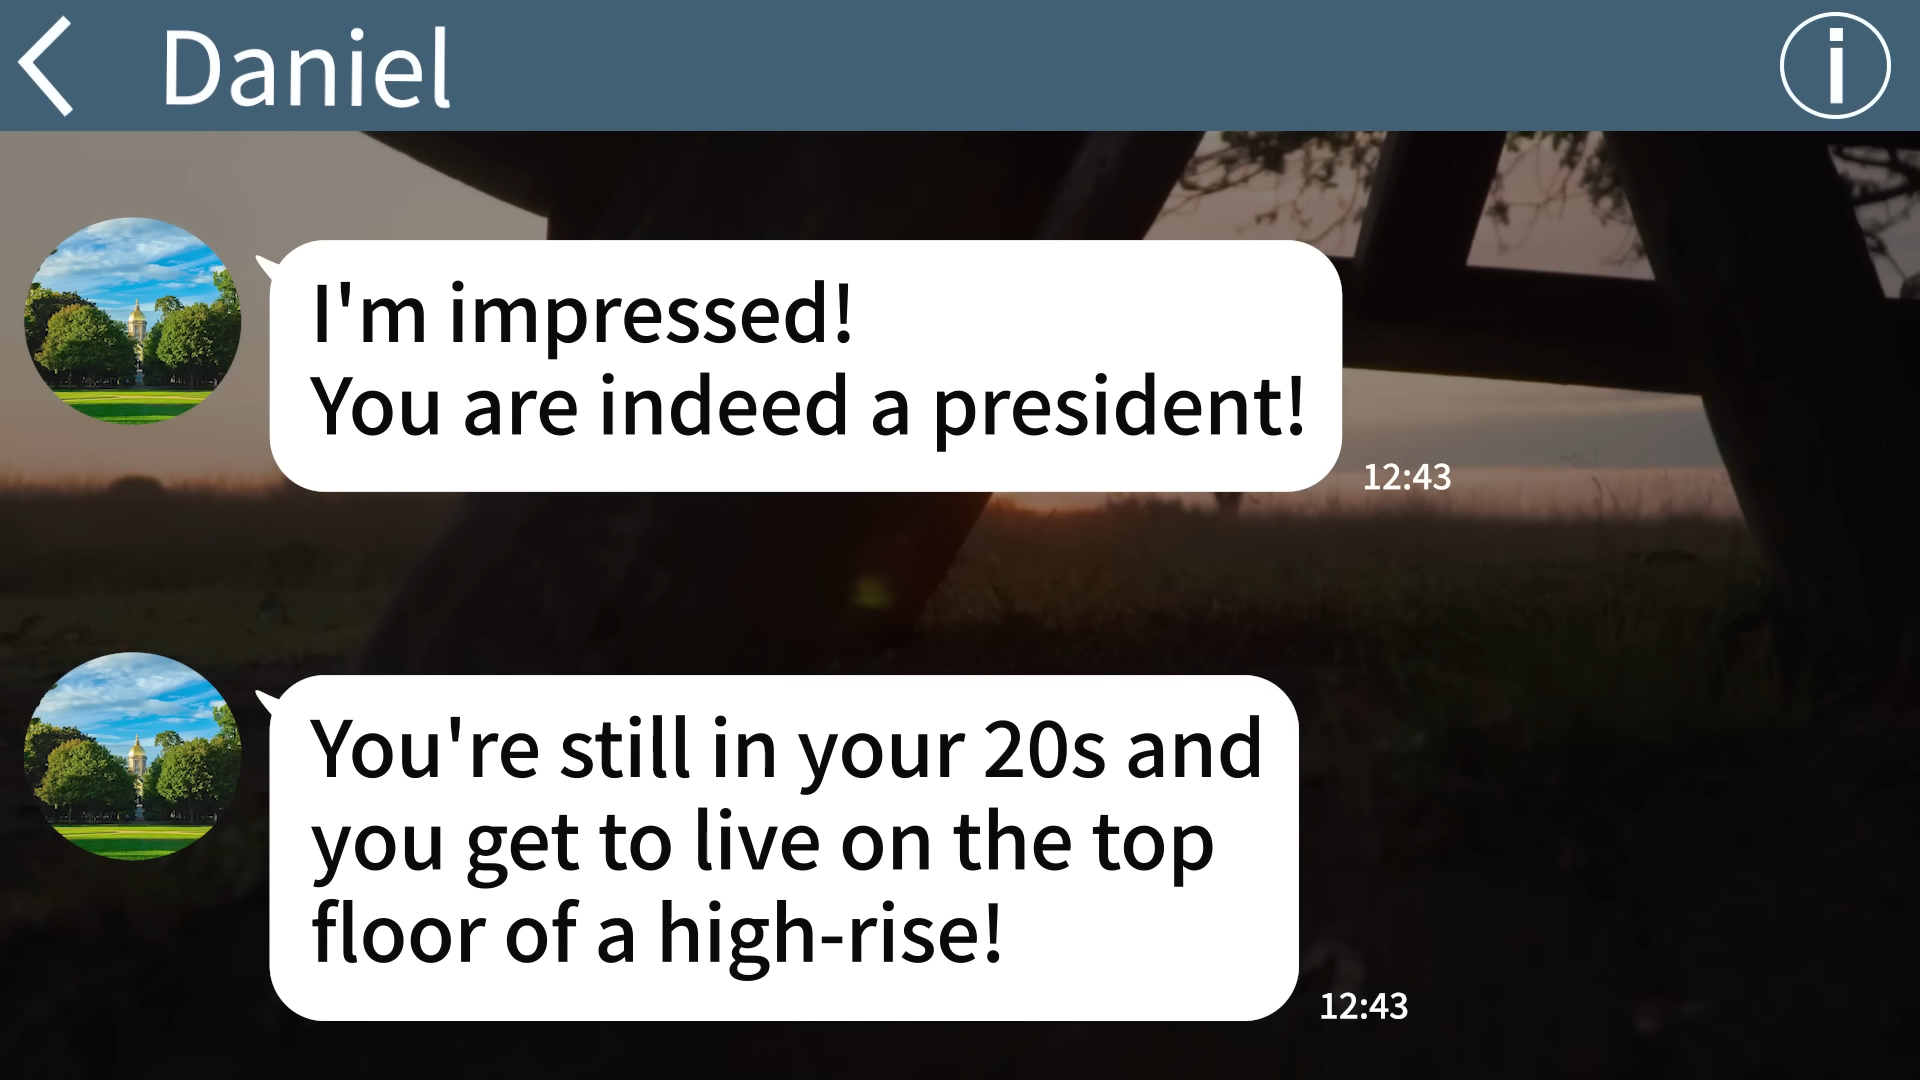 Daniel
I'm impressed!
You are indeed a president!
12:43
You're still in your 20s and
you get to live on the top
floor of a high-rise!
12:43